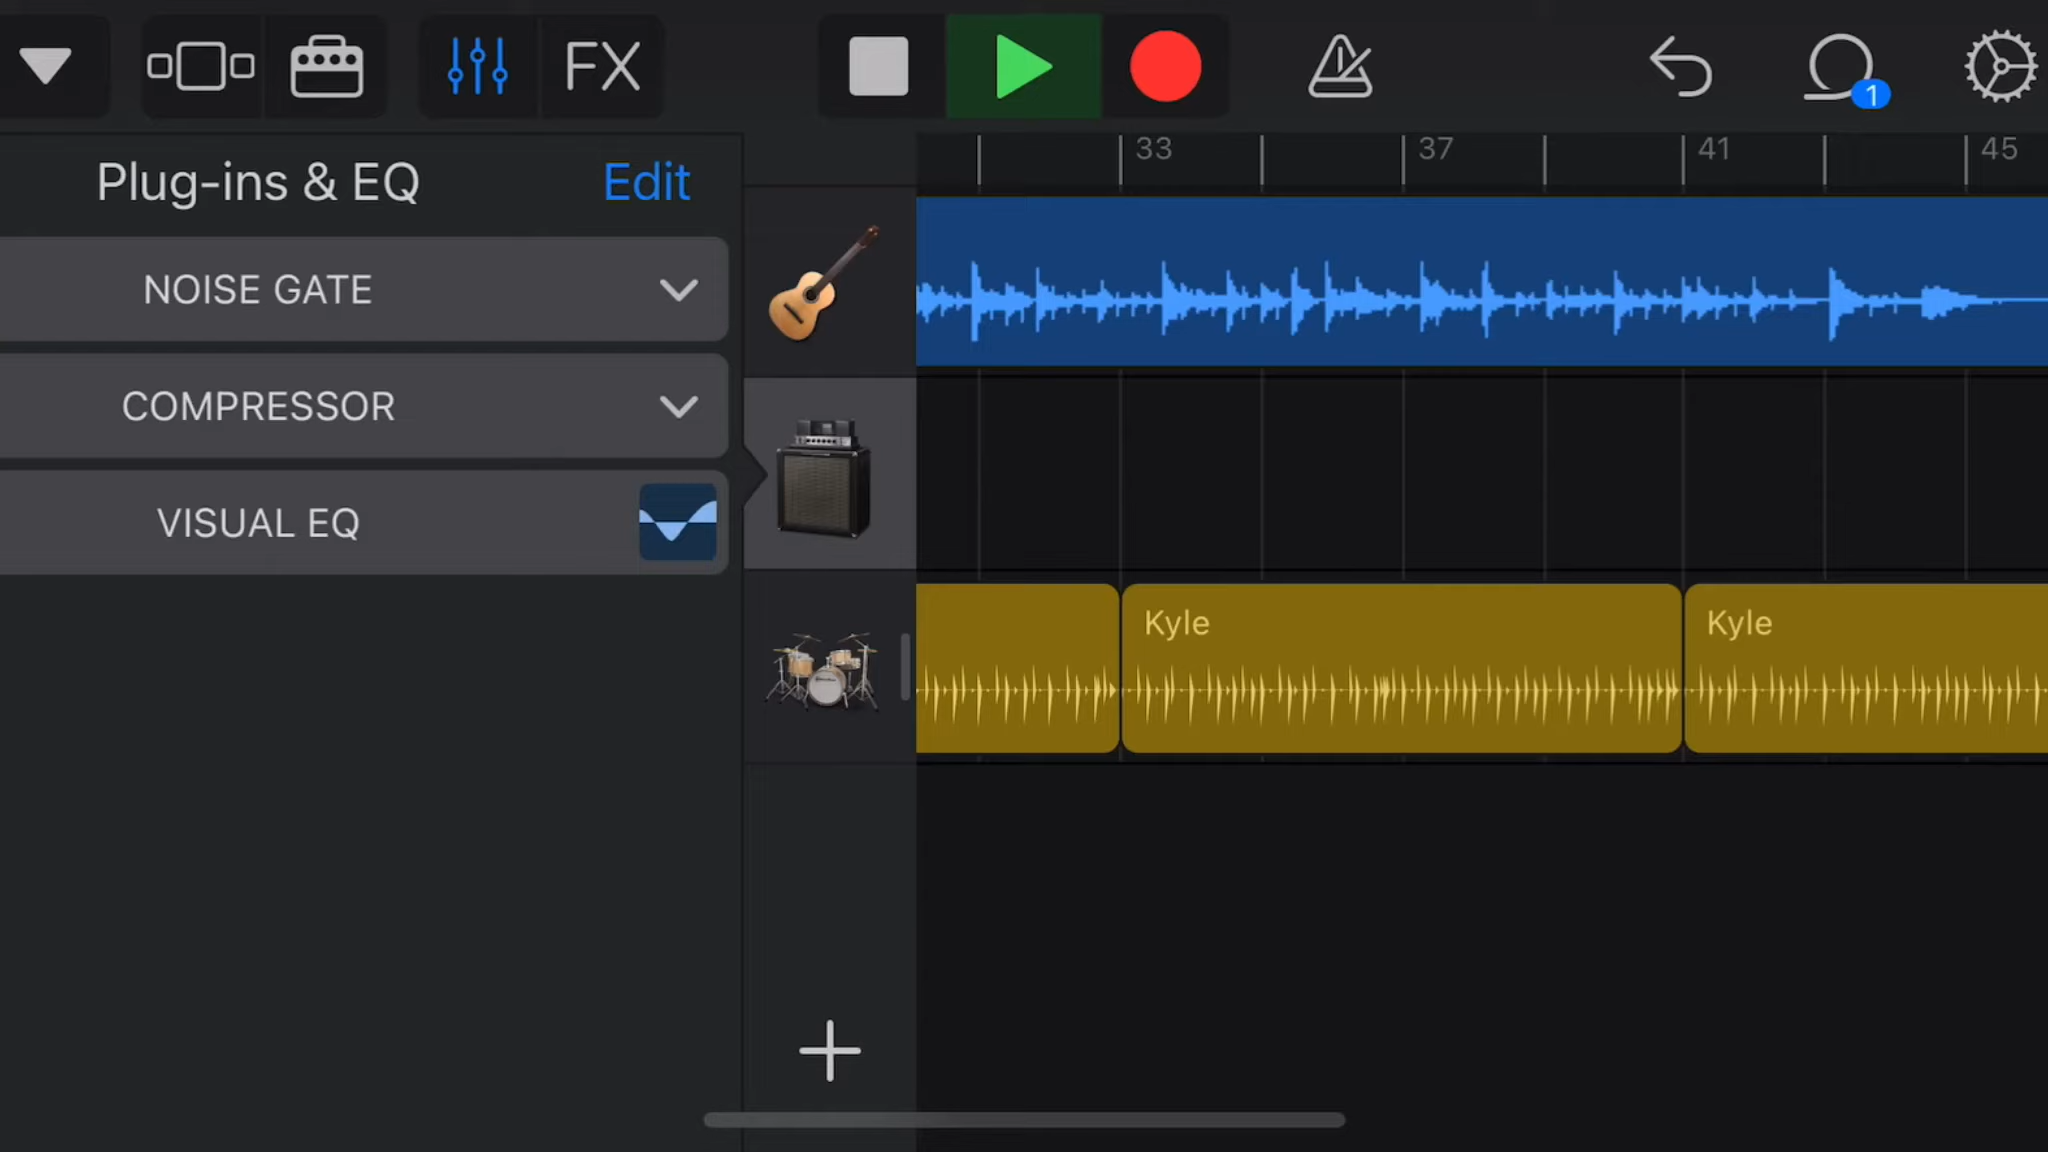 FX
1
Plug-ins & EQ
Edit
33
37
41
45
NOISE GATE
COMPRESSOR
VISUAL EQ
Kyle
Kyle